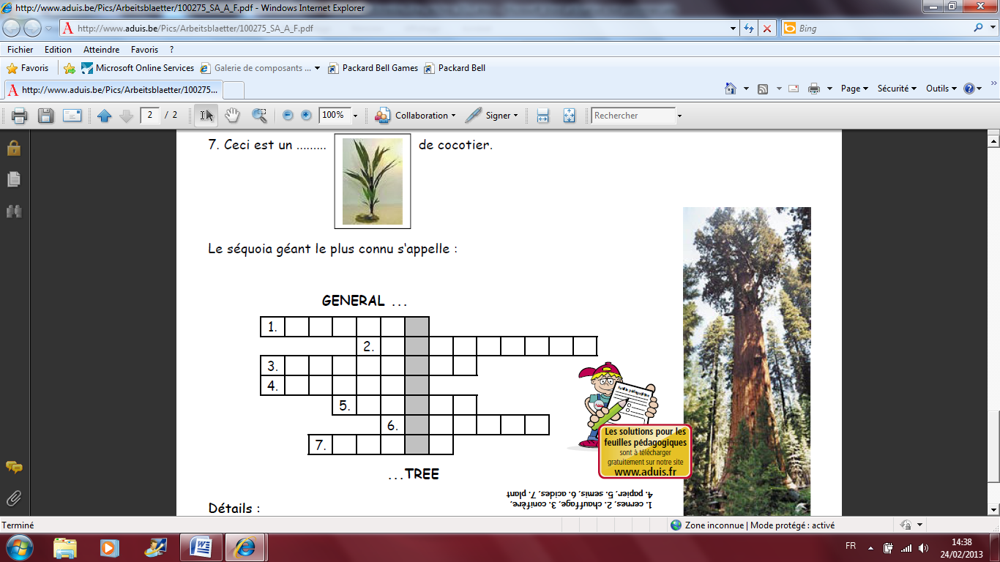 http://www.aduis.be/Pics/Arbeitsblaetter/100275_SA_A_F.pdf - Windows Internet Explorer
http://www.aduis.be/Pics/Arbeitsblaetter/100275_SA_A_F.pdf
Bing
Fichier Edition Atteindre Favoris ?
Favoris Microsoft Online Services Galerie de composants ... Packard Bell Games Packard Bell
http://www.aduis.be/Pics/Arbeitsblaetter/100275...
Page Sécurité Outils
2 / 2 100% Collaboration Signer Rechercher
7. Ceci est un ......... de cocotier.
Le séquoia géant le plus connu s'appelle :
GENERAL ...
1.
2.
3.
4.
5.
6.
7.
...TREE
Les solutions pour les
feuilles pédagogiques
sont à télécharger
gratuitement sur notre site
www.aduis.fr
1. cernes, 2. chauffage, 3. conifère,
4. papier, 5. semis, 6. acides, 7. plant
Détails :
Terminé
Zone inconnue | Mode protégé : activé
FR
14:38
24/02/2013